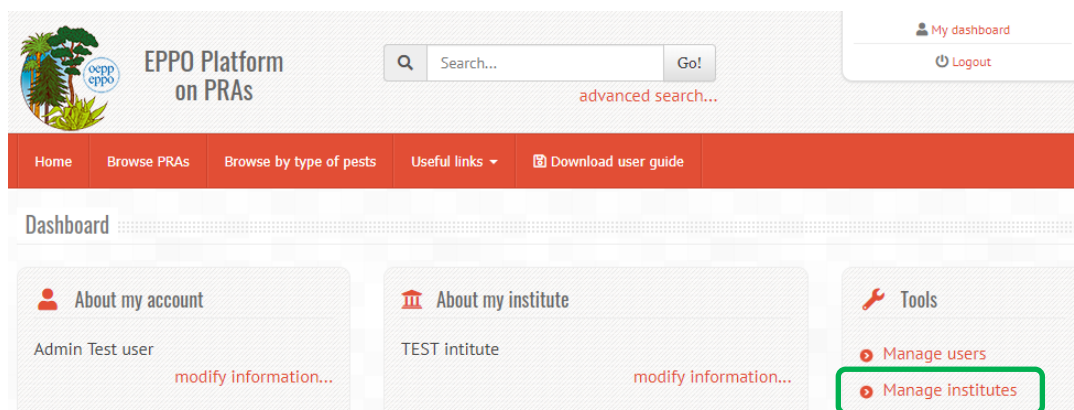 oepp
eppo
EPPO Platform
on PRAs
Search...
Go!
advanced search...
My dashboard
Logout
Home
Browse PRAs
Browse by type of pests
Useful links
Download user guide
Dashboard
About my account
Admin Test user
modify information...
About my institute
TEST intitute
modify information...
Tools
Manage users
Manage institutes